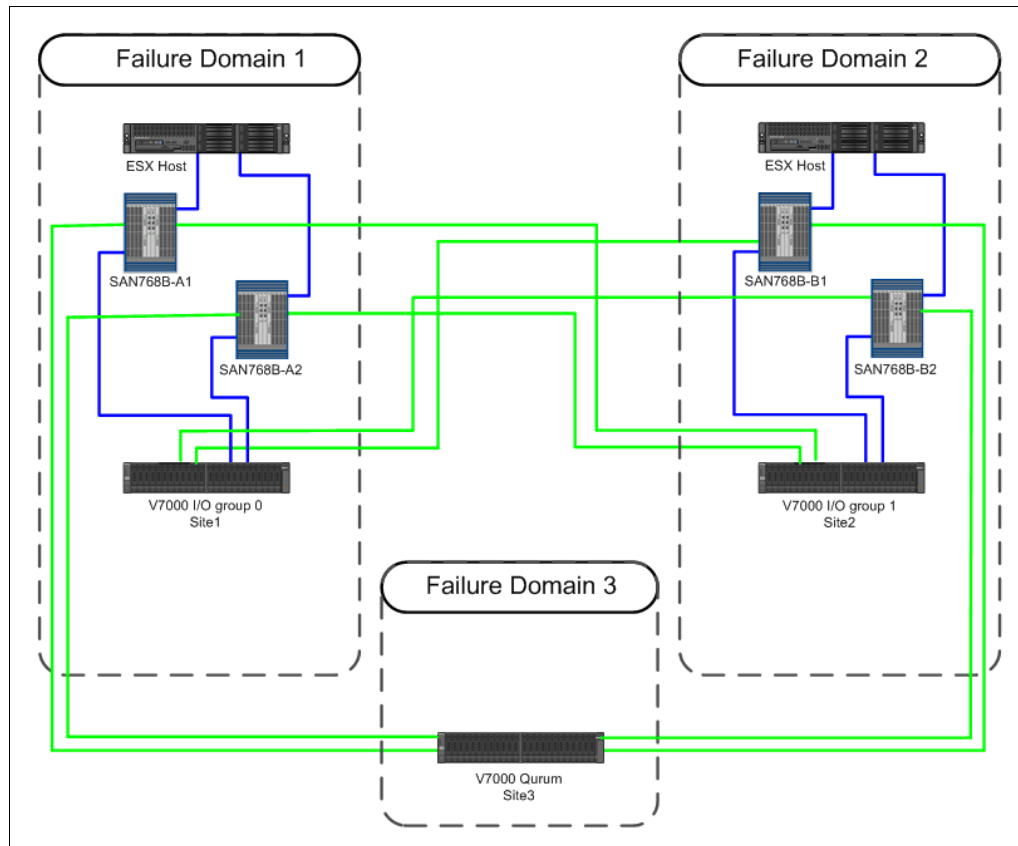 Failure Domain 1
Failure Domain 2
ESX Host
ESX Host
SAN768B-A1
SAN768B-B1
SAN768B-A2
SAN768B-B2
V7000 I/O group 0
Site1
V7000 I/O group 1
Site2
Failure Domain 3
V7000 Qurum
Site3